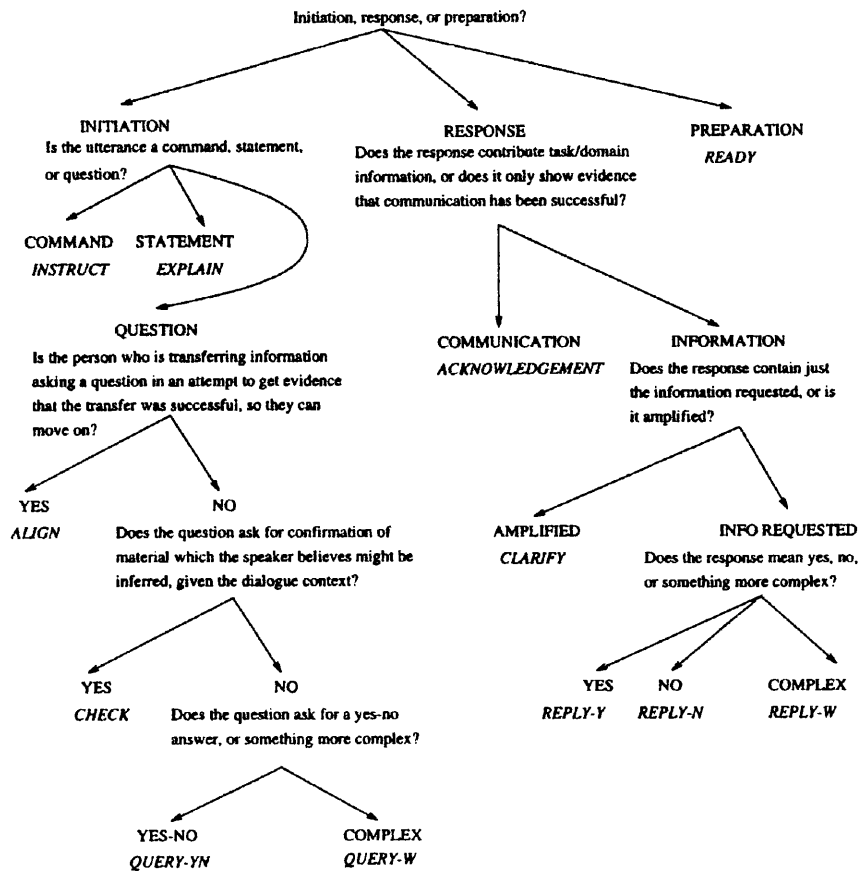 Initiation, response, or preparation?
INITIATION
Is the utterance a command, statement,
or question?
RESPONSE
Does the response contribute task/domain
information, or does it only show evidence
that communication has been successful?
PREPARATION
READY
COMMAND
INSTRUCT
STATEMENT
EXPLAIN
QUESTION
Is the person who is transferring information
asking a question in an attempt to get evidence
that the transfer was successful, so they can
move on?
COMMUNICATION
ACKNOWLEDGEMENT
INFORMATION
Does the response contain just
the information requested, or is
it amplified?
YES
ALIGN
NO
Does the question ask for confirmation of
material which the speaker believes might be
inferred, given the dialogue context?
AMPLIFIED
CLARIFY
INFO REQUESTED
Does the response mean yes, no,
or something more complex?
YES
CHECK
NO
Does the question ask for a yes-no
answer, or something more complex?
YES
REPLY-Y
NO
REPLY-N
COMPLEX
REPLY-W
YES-NO
QUERY-YN
COMPLEX
QUERY-W